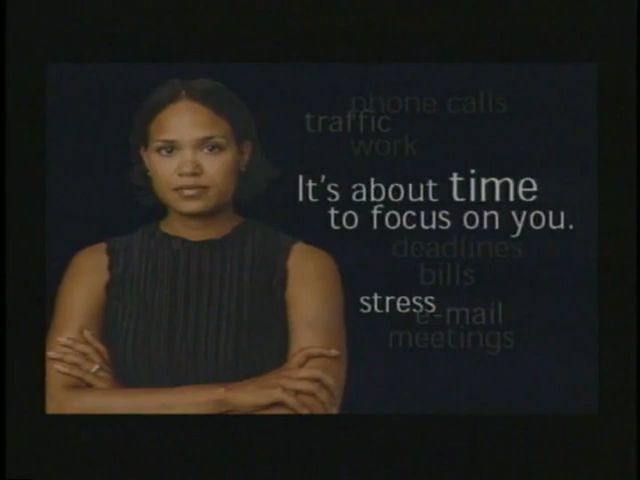 phone calls
traffic
work
It's about time
to focus on you.
deadlines
bills
stress
e-mail
meetings